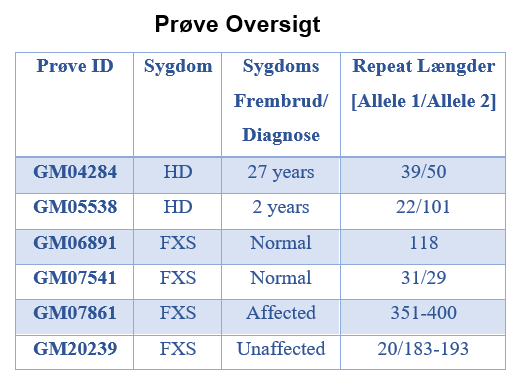 Prøve Oversigt
Prøve ID Sygdom Sygdoms Frembrud/ Diagnose Repeat Længder [Allele 1/Allele 2]
GM04284 HD 27 years 39/50
GM05538 HD 2 years 22/101
GM06891 FXS Normal 118
GM07541 FXS Normal 31/29
GM07861 FXS Affected 351-400
GM20239 FXS Unaffected 20/183-193